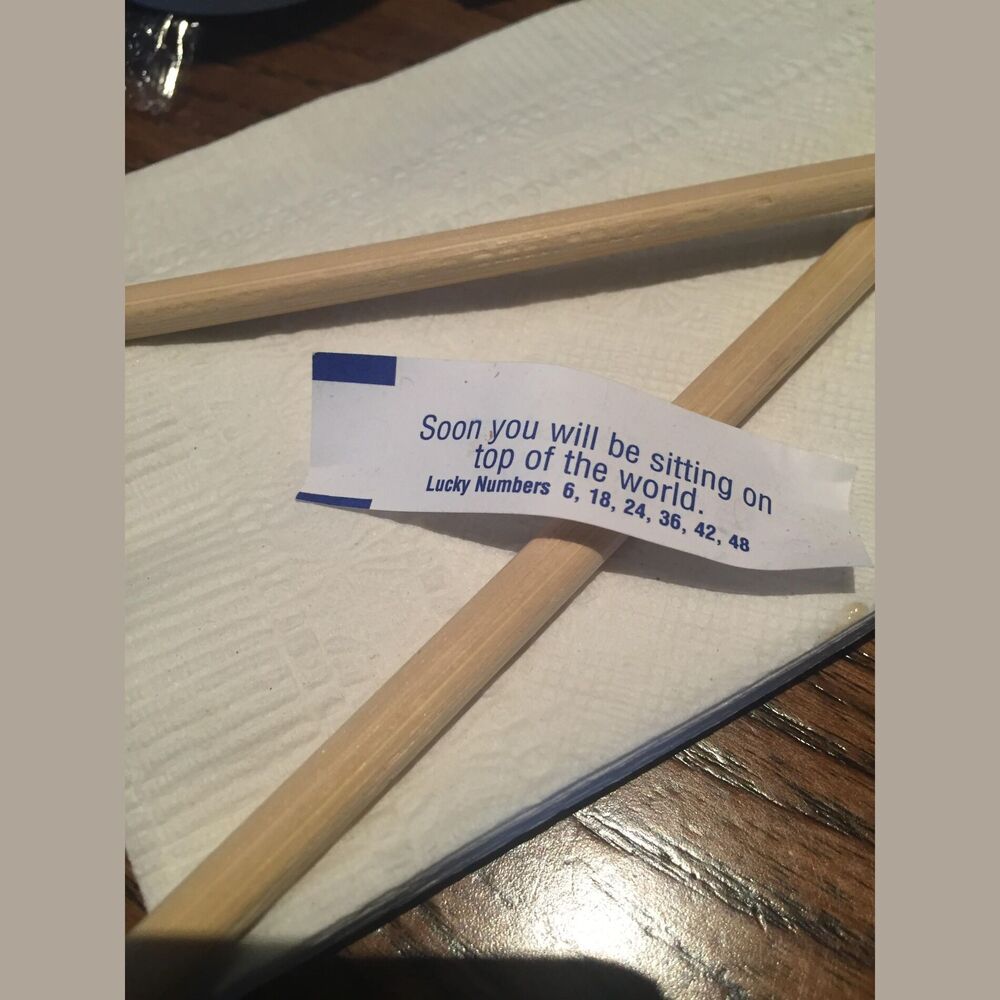 Soon you will be sitting on
top of the world.
Lucky Numbers 6, 18, 24, 36, 42, 48